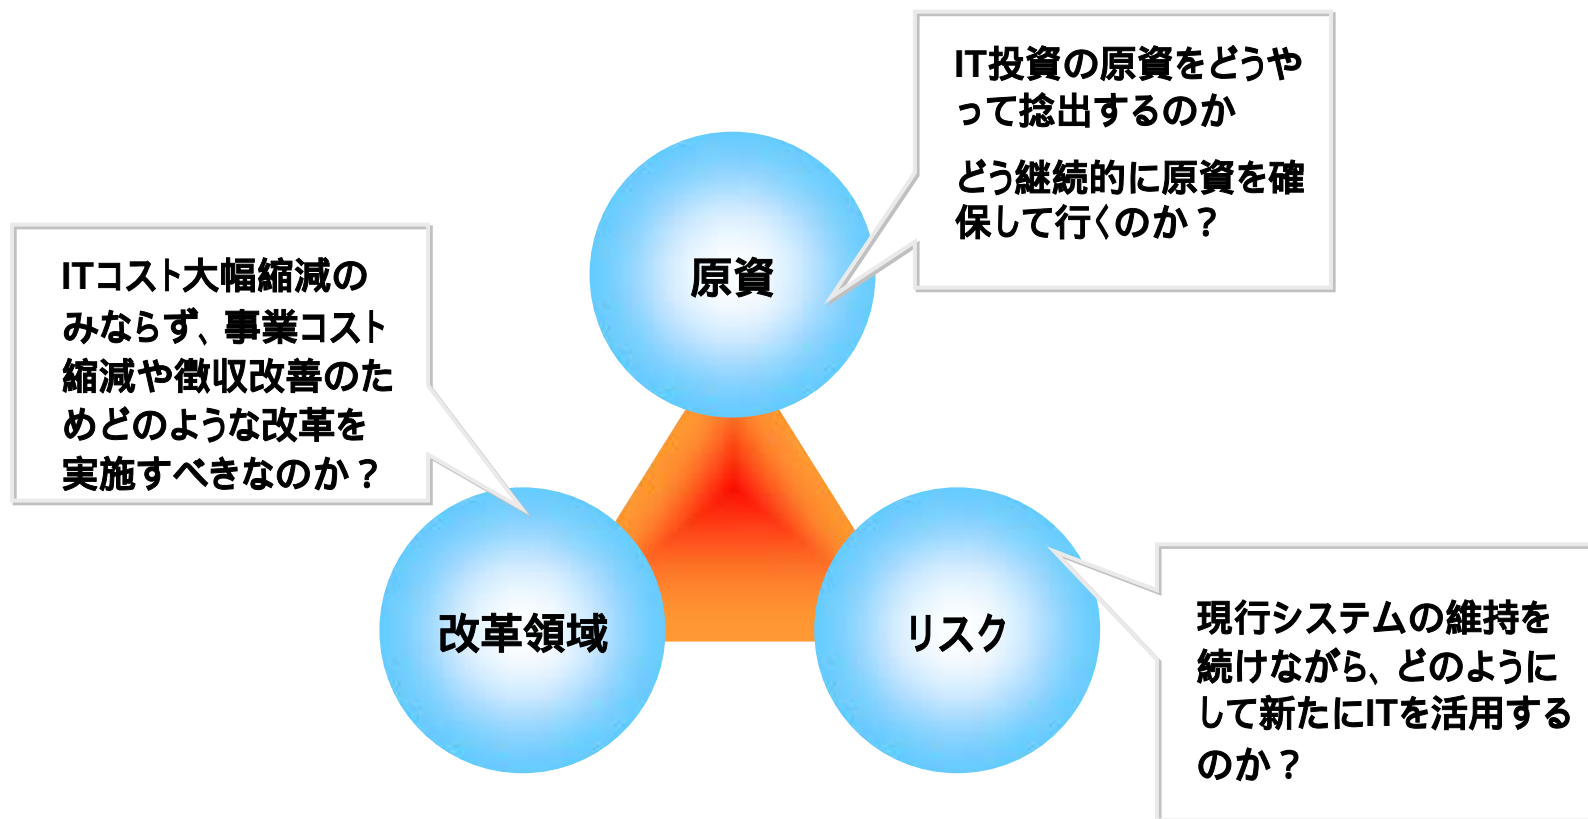 IT投資の原資をどうや
って捻出するのか
どう継続的に原資を確
保して行くのか？
原資
ITコスト大幅縮減の
みならず、事業コスト
縮減や徴収改善のた
めどのような改革を
実施すべきなのか？
改革領域
リスク
現行システムの維持を
続けながら、どのように
して新たにITを活用する
のか？